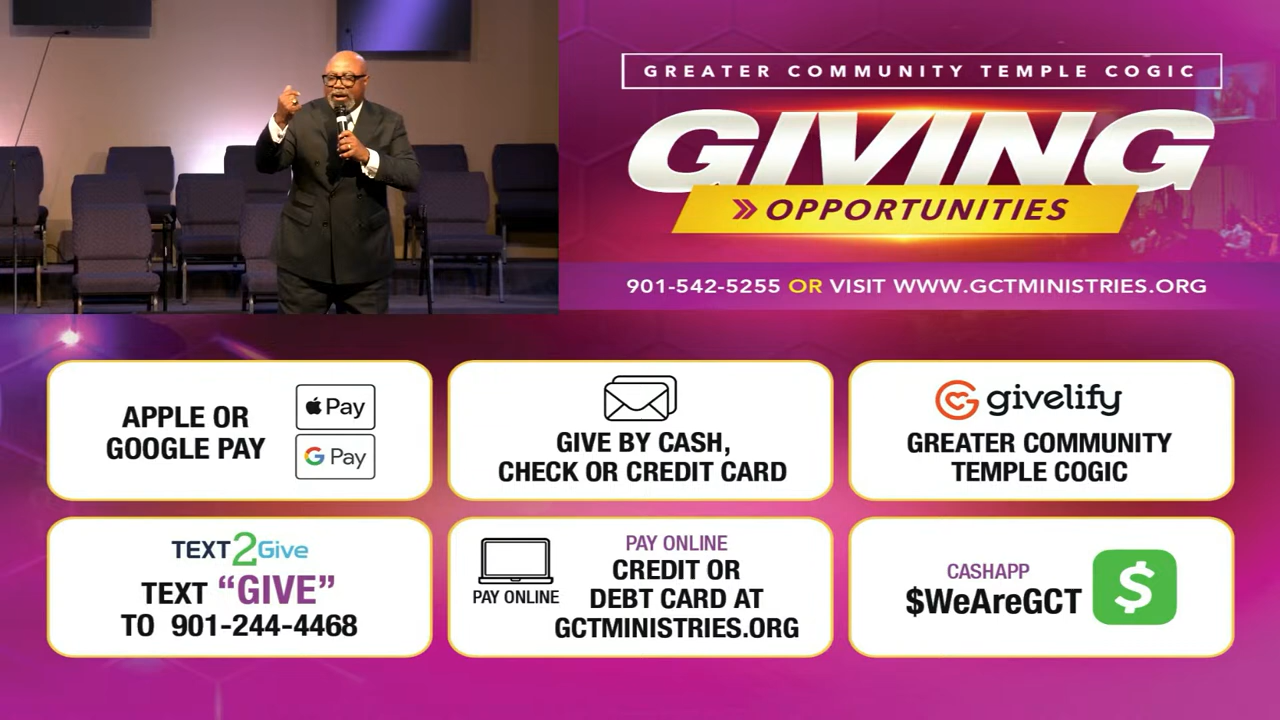 GREATER COMMUNITY TEMPLE COGIC
GIVING
OPPORTUNITIES
901-542-5255 OR VISIT WWW.GCTMINISTRIES.ORG
APPLE OR
GOOGLE PAY
Pay
G Pay
GIVE BY CASH,
CHECK OR CREDIT CARD
givelify
GREATER COMMUNITY
TEMPLE COGIC
TEXT2Give
TEXT “GIVE”
TO 901-244-4468
PAY ONLINE
PAY ONLINE
CREDIT OR
DEBT CARD AT
GCTMINISTRIES.ORG
CASHAPP
$WeAreGCT
$